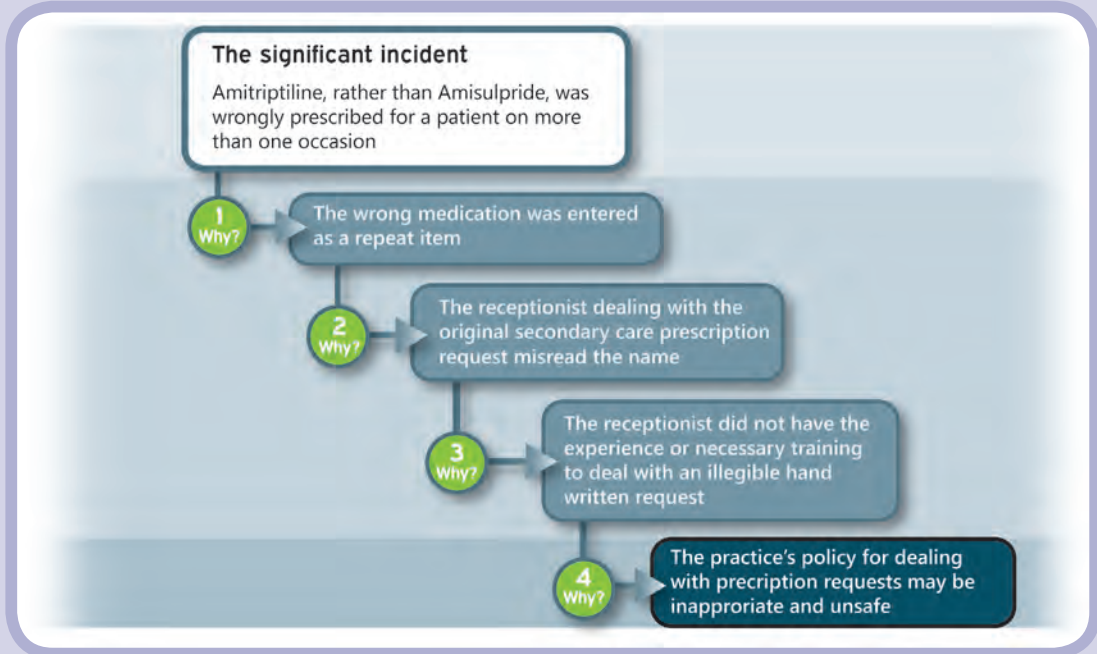 The significant incident
Amitriptiline, rather than Amisulpride, was
wrongly prescribed for a patient on more
than one occasion
1
Why?
The wrong medication was entered
as a repeat item
2
Why?
The receptionist dealing with the
original secondary care prescription
request misread the name
3
Why?
The receptionist did not have the
experience or necessary training
to deal with an illegible hand
written request
4
Why?
The practice's policy for dealing
with precription requests may be
inapproriate and unsafe